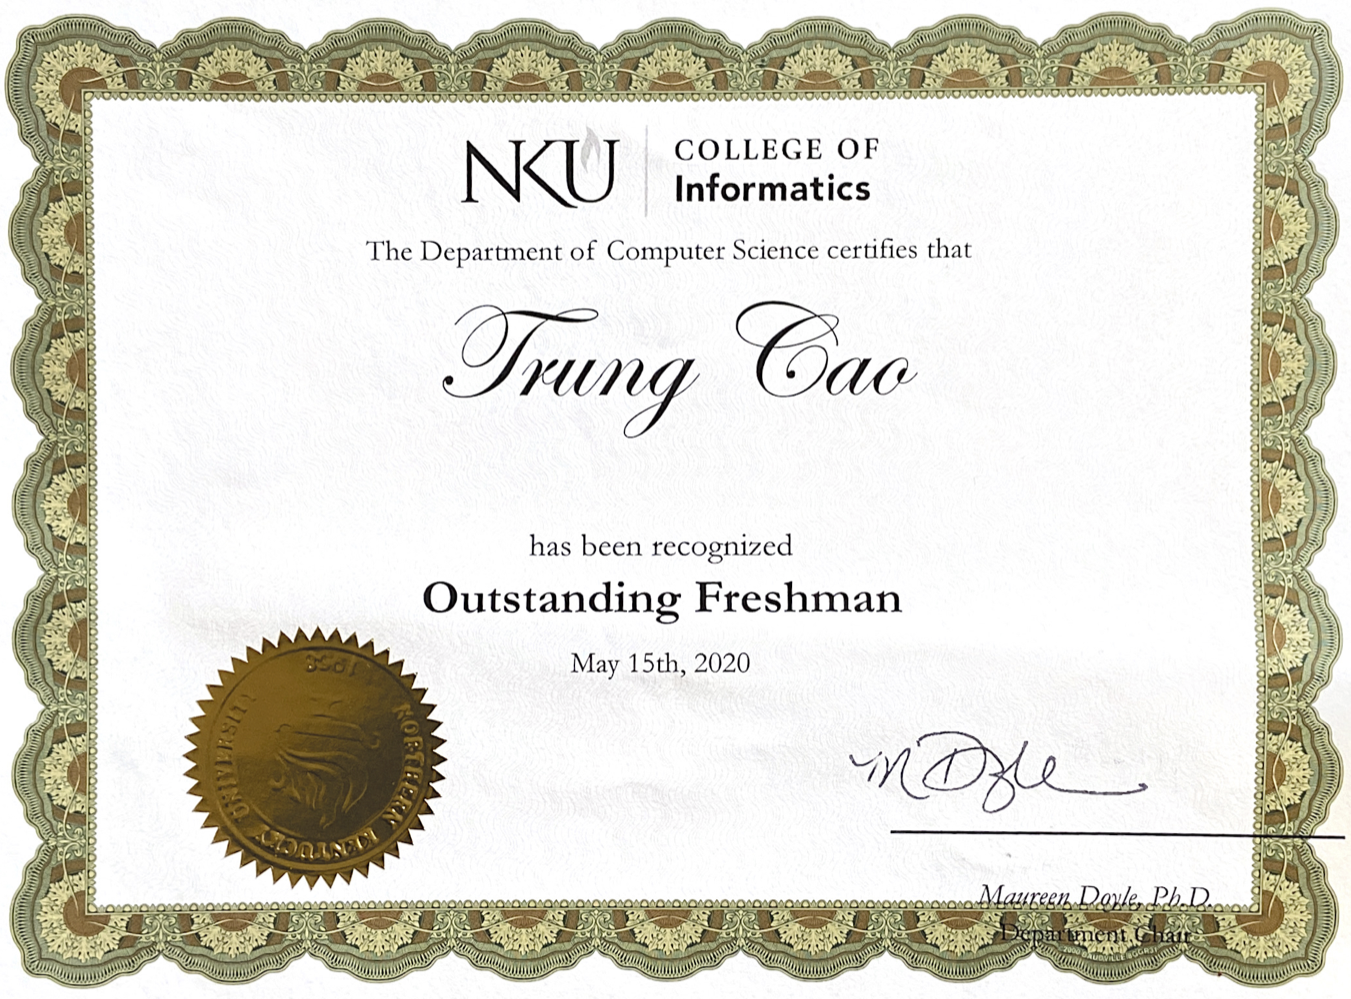 NKU
COLLEGE OF
Informatics
The Department of Computer Science certifies that
Trung Cao
has been recognized
Outstanding Freshman
May 15th, 2020
NORTHERN KENTUCKY UNIVERSITY
1968
M Doyle
Maureen Doyle, Ph.D.
Department Chair